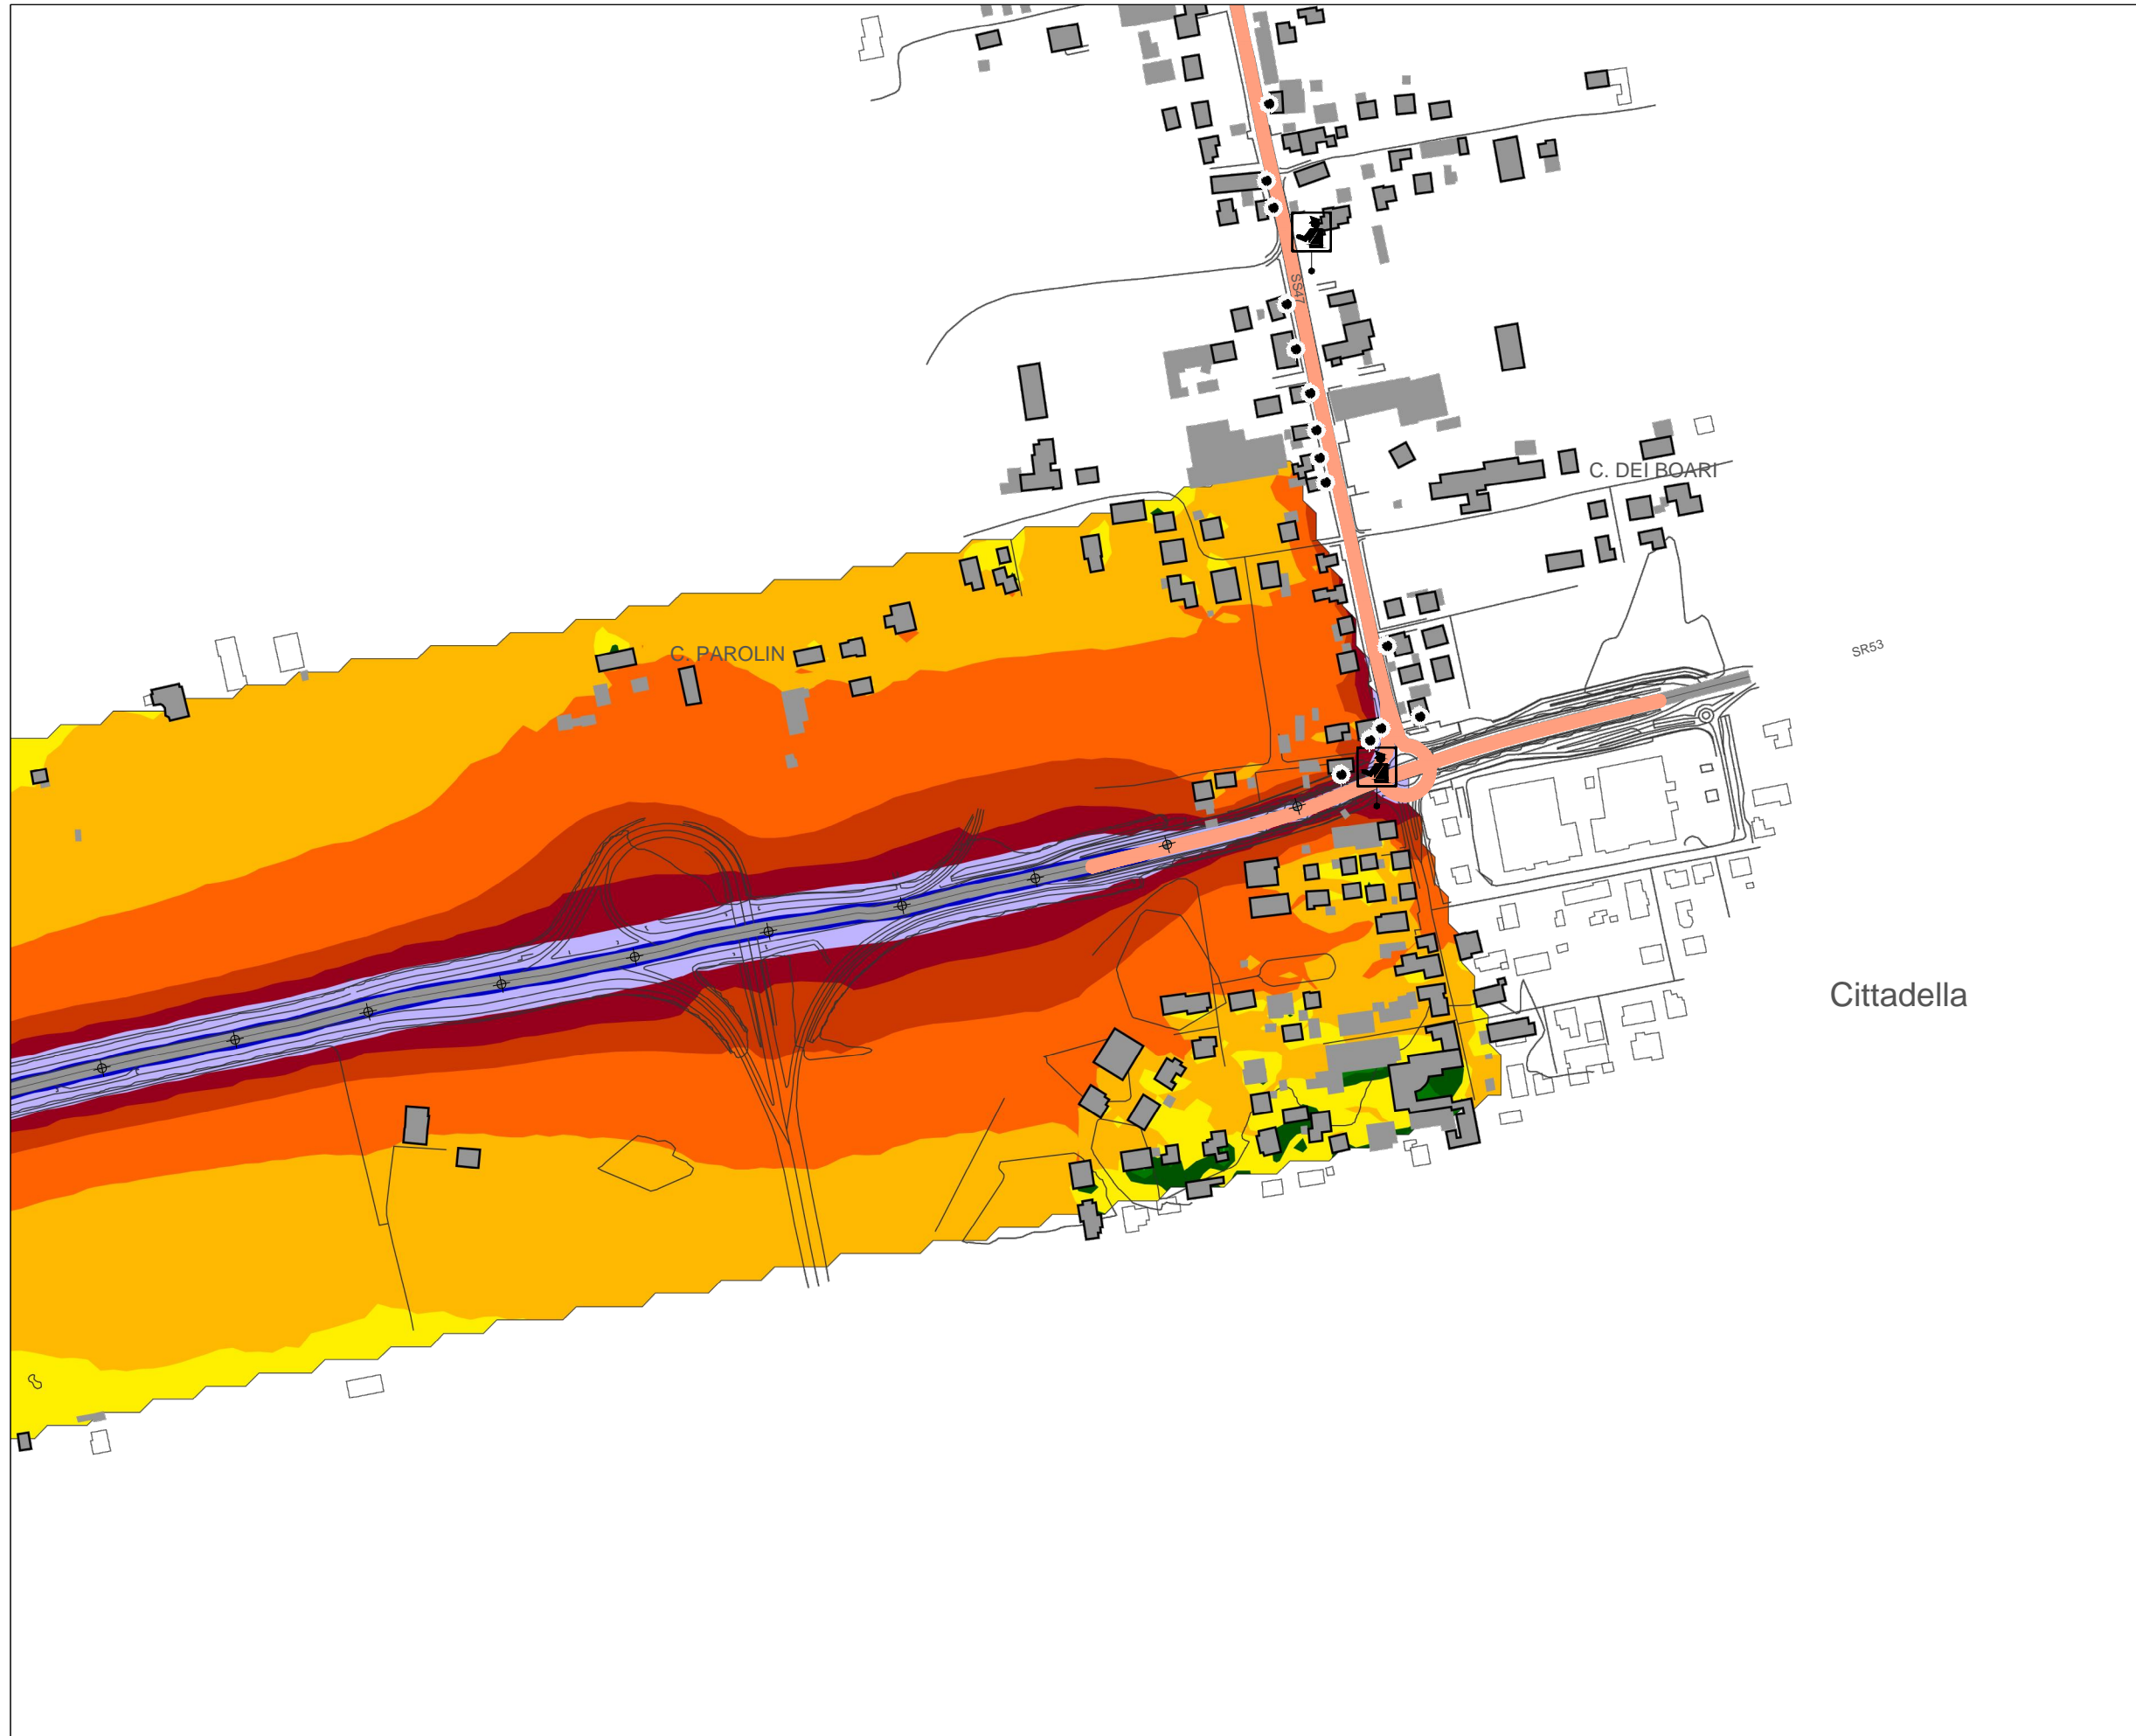 SS47
C. DEI BOARI
SR53
C. PAROLIN
Cittadella